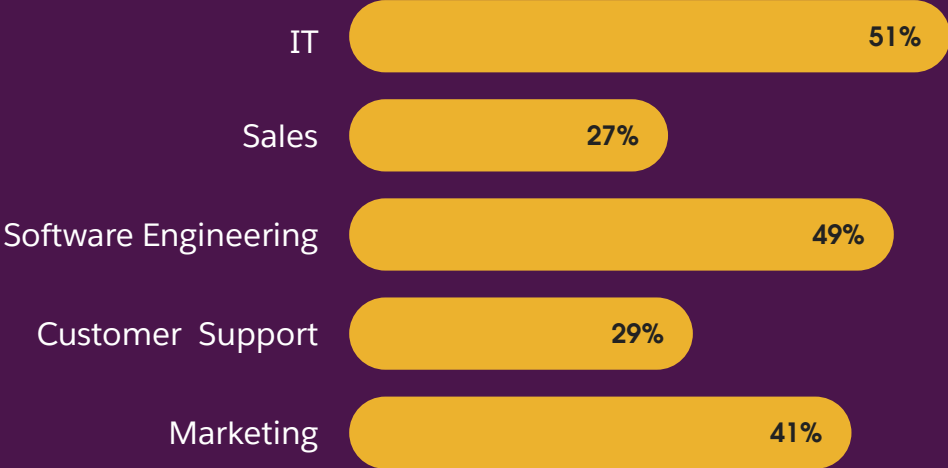 IT 51%
Sales 27%
Software Engineering 49%
Customer Support 29%
Marketing 41%